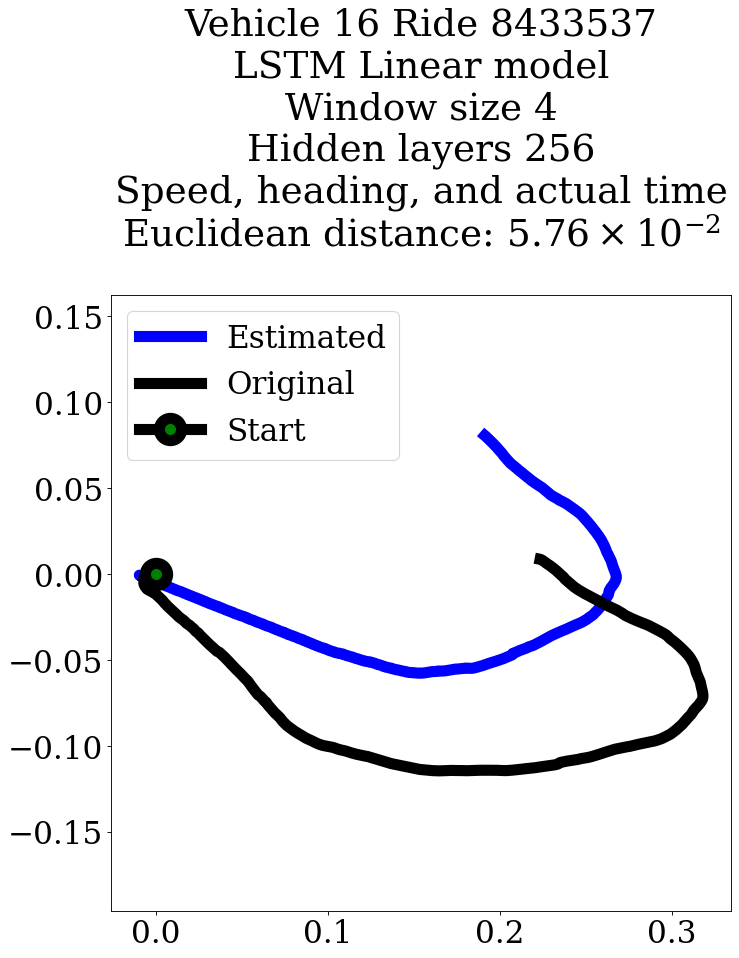 Vehicle 16 Ride 8433537
LSTM Linear model
Window size 4
Hidden layers 256
Speed, heading, and actual time
Euclidean distance: 5.76 × 10⁻²
Estimated
Original
Start
0.15
0.10
0.05
0.00
−0.05
−0.10
−0.15
0.0 0.1 0.2 0.3